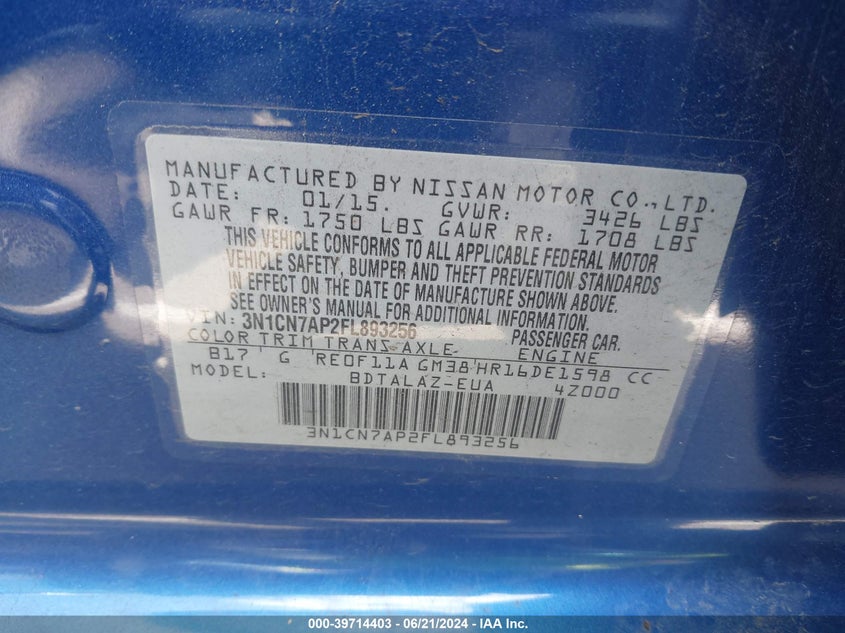 MANUFACTURED BY NISSAN MOTOR CO., LTD.
DATE: 01/15. GVWR: 3426 LBS
GAWR FR: 1750 LBS GAWR RR: 1708 LBS
THIS VEHICLE CONFORMS TO ALL APPLICABLE FEDERAL MOTOR
VEHICLE SAFETY, BUMPER AND THEFT PREVENTION STANDARDS
IN EFFECT ON THE DATE OF MANUFACTURE SHOWN ABOVE.
SEE OWNER'S MANUAL FOR ADDITIONAL INFORMATION.
VIN: 3N1CN7AP2FL893256 PASSENGER CAR.
COLOR TRIM TRANS-AXLE ENGINE
B17 G RE0F11A GM38 HR16DE1598 CC
MODEL: BDTALAZ-EUA 4Z000
3N1CN7AP2FL893256
000-39714403 - 06/21/2024 - IAAI.com